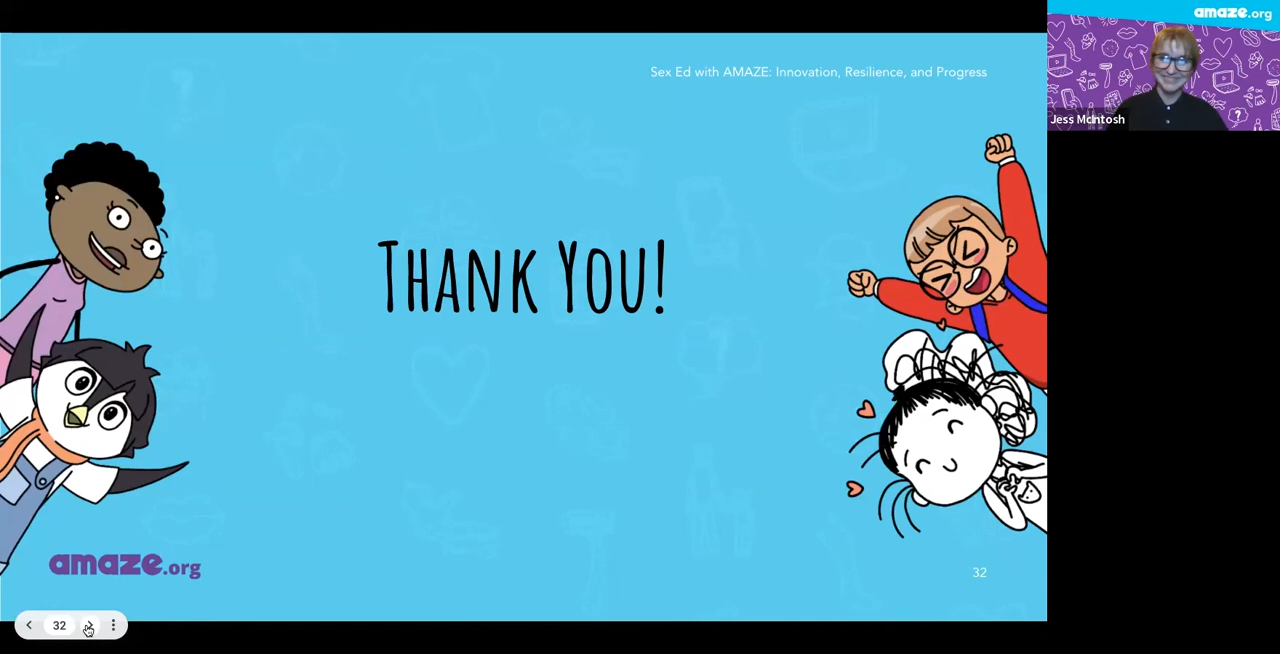 amaze.org
Sex Ed with AMAZE: Innovation, Resilience, and Progress
Jess McIntosh
THANK YOU!
amaze.org
32
32